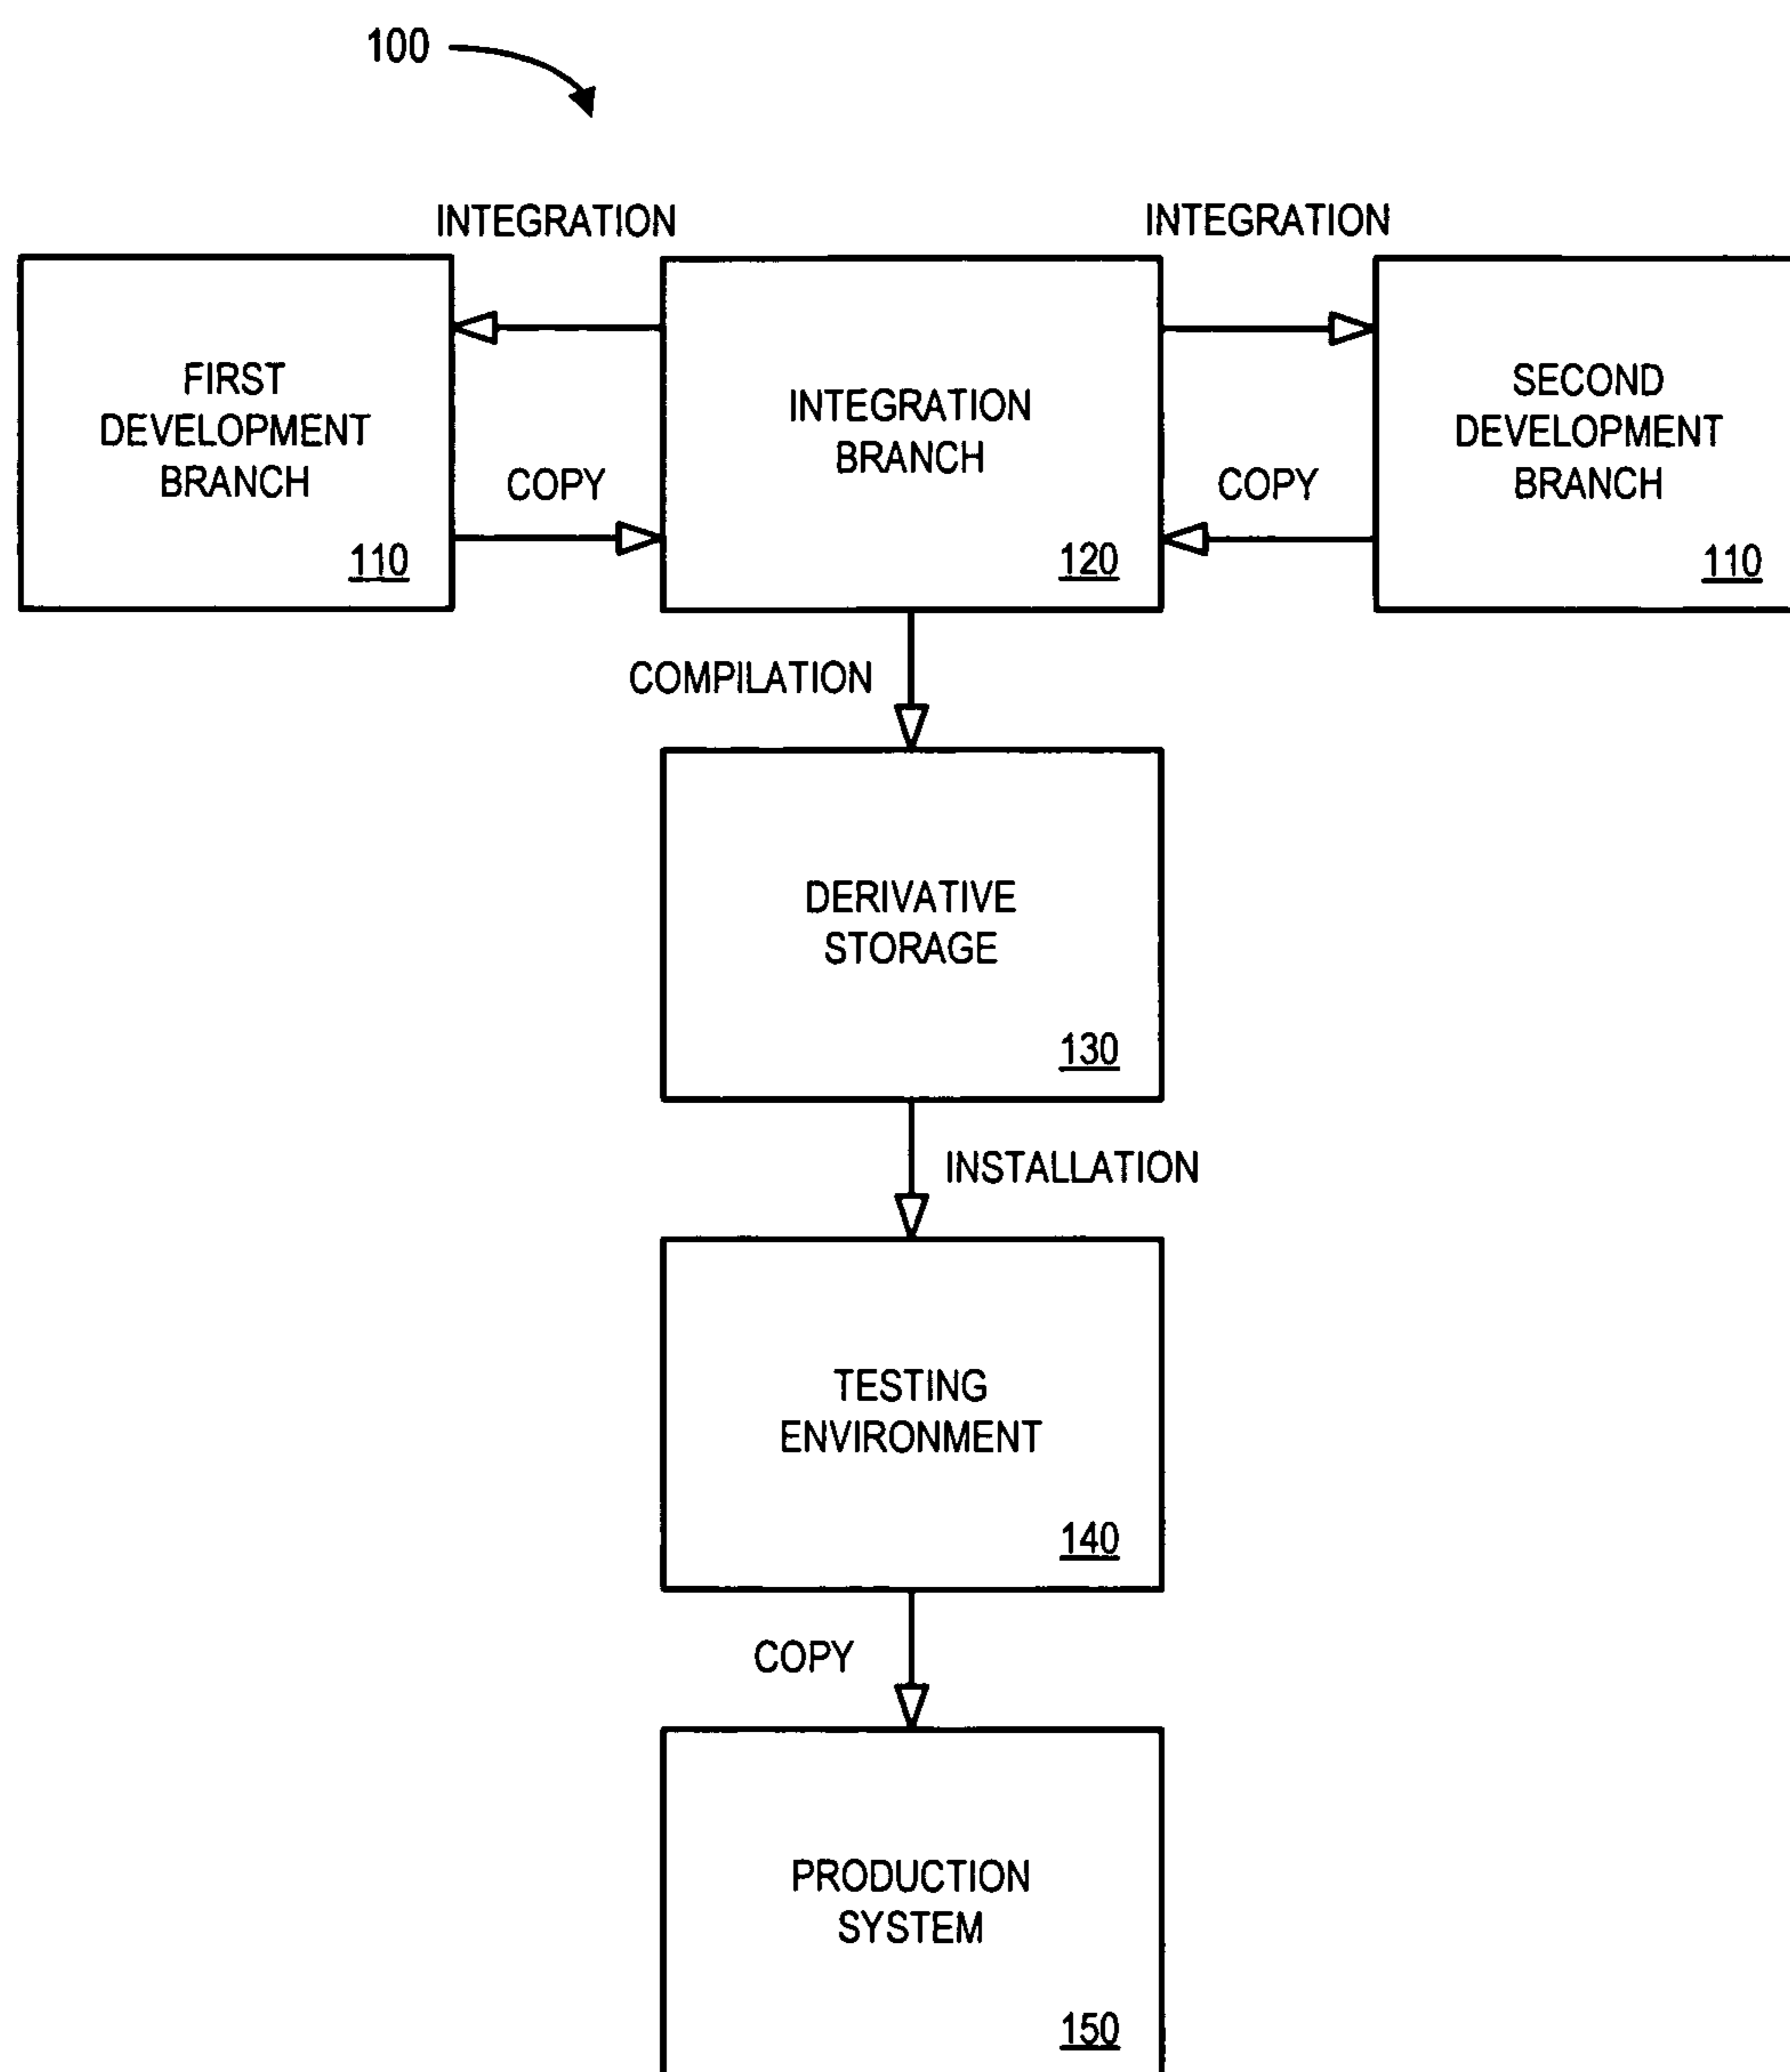 100
INTEGRATION
INTEGRATION
FIRST
DEVELOPMENT
BRANCH
110
COPY
INTEGRATION
BRANCH
120
COPY
SECOND
DEVELOPMENT
BRANCH
110
COMPILATION
DERIVATIVE
STORAGE
130
INSTALLATION
TESTING
ENVIRONMENT
140
COPY
PRODUCTION
SYSTEM
150